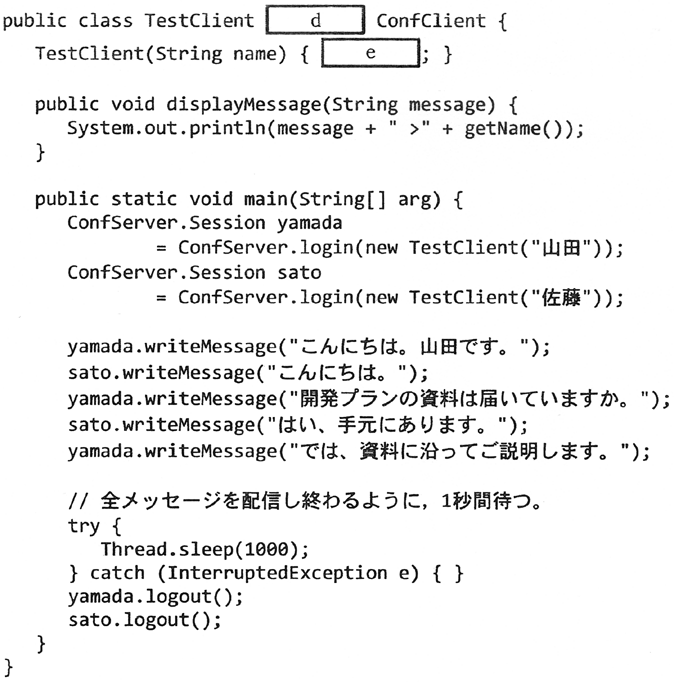 public class TestClient d ConfClient {
TestClient(String name) { e ; }
public void displayMessage(String message) {
System.out.println(message + " >" + getName());
}
public static void main(String[] arg) {
ConfServer.Session yamada
= ConfServer.login(new TestClient("山田"));
ConfServer.Session sato
= ConfServer.login(new TestClient("佐藤"));
yamada.writeMessage("こんにちは。山田です。");
sato.writeMessage("こんにちは。");
yamada.writeMessage("開発プランの資料は届いていますか。");
sato.writeMessage("はい、手元にあります。");
yamada.writeMessage("では、資料に沿ってご説明します。");
// 全メッセージを配信し終わるように，1秒間待つ。
try {
Thread.sleep(1000);
} catch (InterruptedException e) { }
yamada.logout();
sato.logout();
}
}